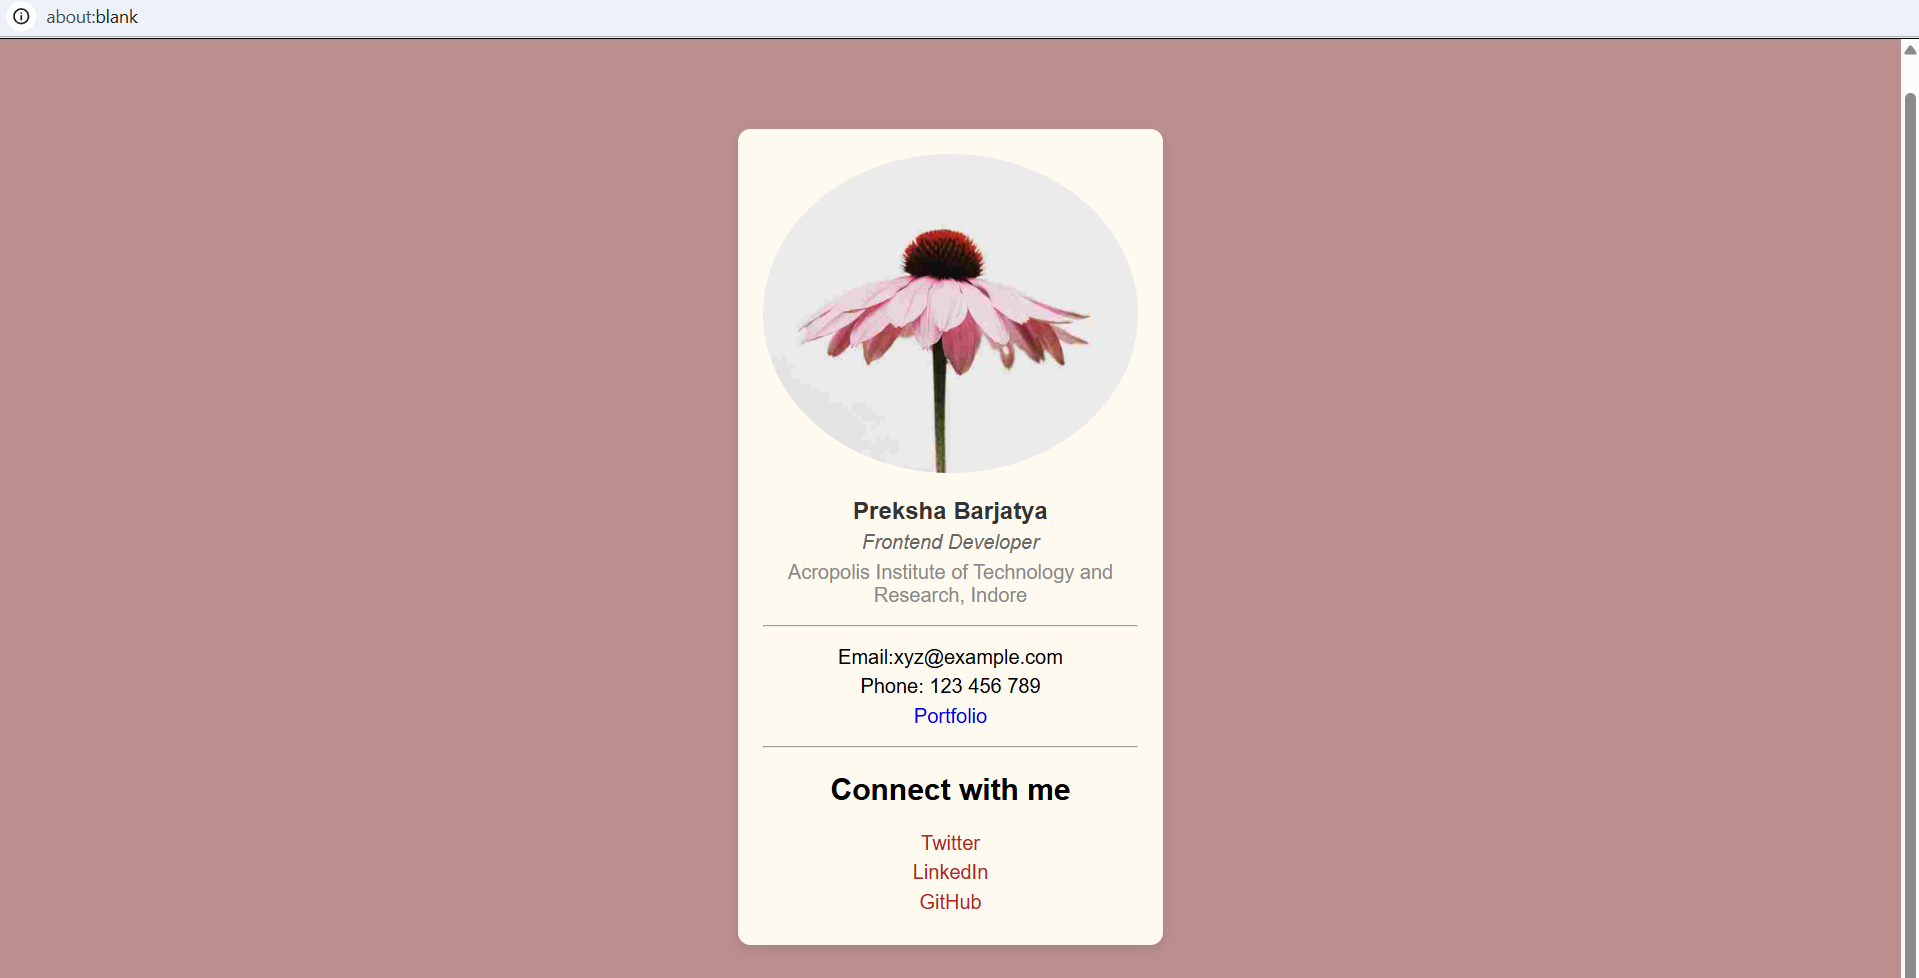 about:blank
Preksha Barjatya
Frontend Developer
Acropolis Institute of Technology and
Research, Indore
Email:xyz@example.com
Phone: 123 456 789
Portfolio
Connect with me
Twitter
LinkedIn
GitHub